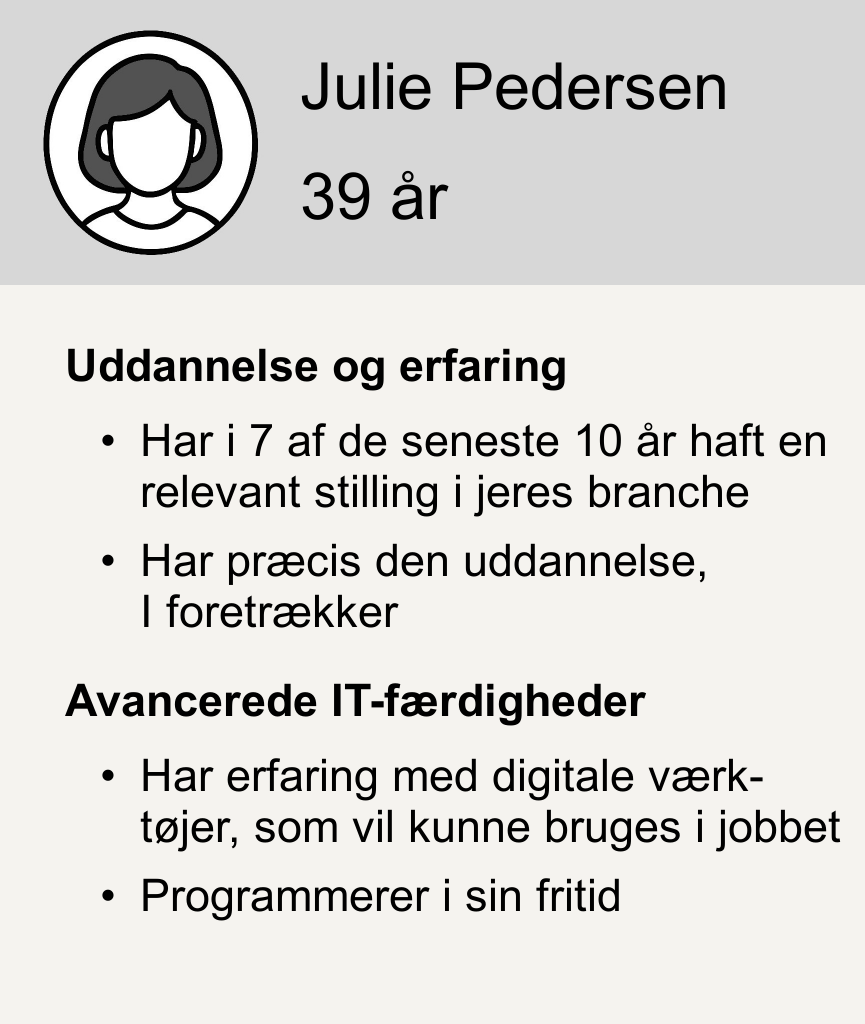 Julie Pedersen
39 år
Uddannelse og erfaring
• Har i 7 af de seneste 10 år haft en
relevant stilling i jeres branche
• Har præcis den uddannelse,
I foretrækker
Avancerede IT-færdigheder
• Har erfaring med digitale værk-
tøjer, som vil kunne bruges i jobbet
• Programmerer i sin fritid